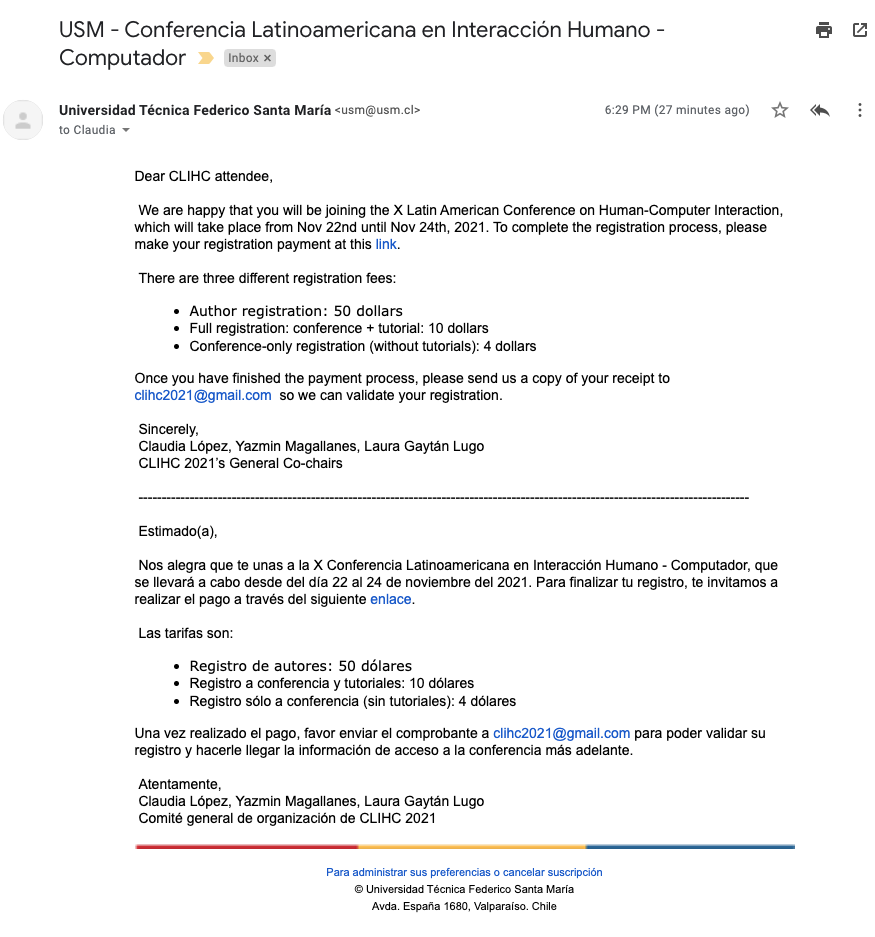 USM - Conferencia Latinoamericana en Interacción Humano -
Computador Inbox ×
Universidad Técnica Federico Santa María <usm@usm.cl> 6:29 PM (27 minutes ago)
to Claudia
Dear CLIHC attendee,
We are happy that you will be joining the X Latin American Conference on Human-Computer Interaction,
which will take place from Nov 22nd until Nov 24th, 2021. To complete the registration process, please
make your registration payment at this link.
There are three different registration fees:
• Author registration: 50 dollars
• Full registration: conference + tutorial: 10 dollars
• Conference-only registration (without tutorials): 4 dollars
Once you have finished the payment process, please send us a copy of your receipt to
clihc2021@gmail.com so we can validate your registration.
Sincerely,
Claudia López, Yazmin Magallanes, Laura Gaytán Lugo
CLIHC 2021's General Co-chairs
------------------------------------------------------------------------------------------------------------------------------------
Estimado(a),
Nos alegra que te unas a la X Conferencia Latinoamericana en Interacción Humano - Computador, que
se llevará a cabo desde del día 22 al 24 de noviembre del 2021. Para finalizar tu registro, te invitamos a
realizar el pago a través del siguiente enlace.
Las tarifas son:
• Registro de autores: 50 dólares
• Registro a conferencia y tutoriales: 10 dólares
• Registro sólo a conferencia (sin tutoriales): 4 dólares
Una vez realizado el pago, favor enviar el comprobante a clihc2021@gmail.com para poder validar su
registro y hacerle llegar la información de acceso a la conferencia más adelante.
Atentamente,
Claudia López, Yazmin Magallanes, Laura Gaytán Lugo
Comité general de organización de CLIHC 2021
Para administrar sus preferencias o cancelar suscripción
© Universidad Técnica Federico Santa María
Avda. España 1680, Valparaíso. Chile